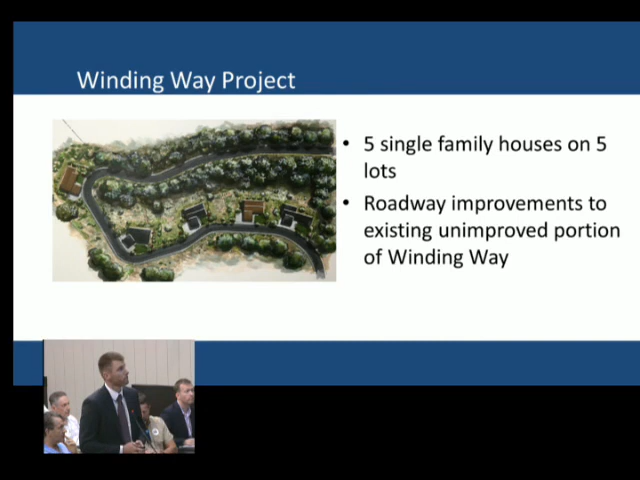 Winding Way Project
• 5 single family houses on 5
lots
• Roadway improvements to
existing unimproved portion
of Winding Way